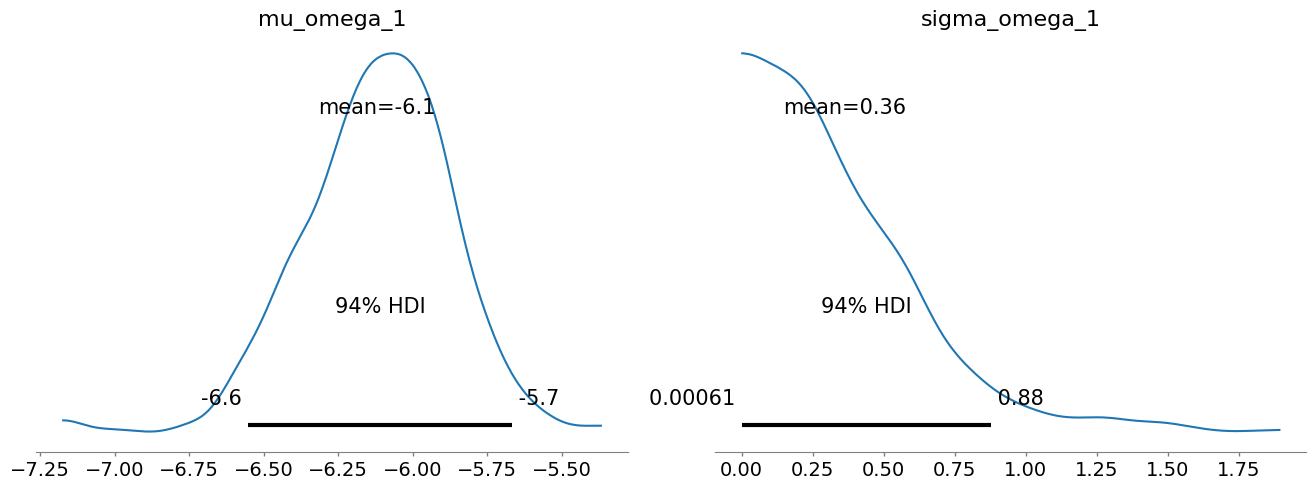 mu_omega_1
mean=-6.1
94% HDI
-6.6
-5.7
−7.25 −7.00 −6.75 −6.50 −6.25 −6.00 −5.75 −5.50
sigma_omega_1
mean=0.36
94% HDI
0.00061
0.88
0.00 0.25 0.50 0.75 1.00 1.25 1.50 1.75